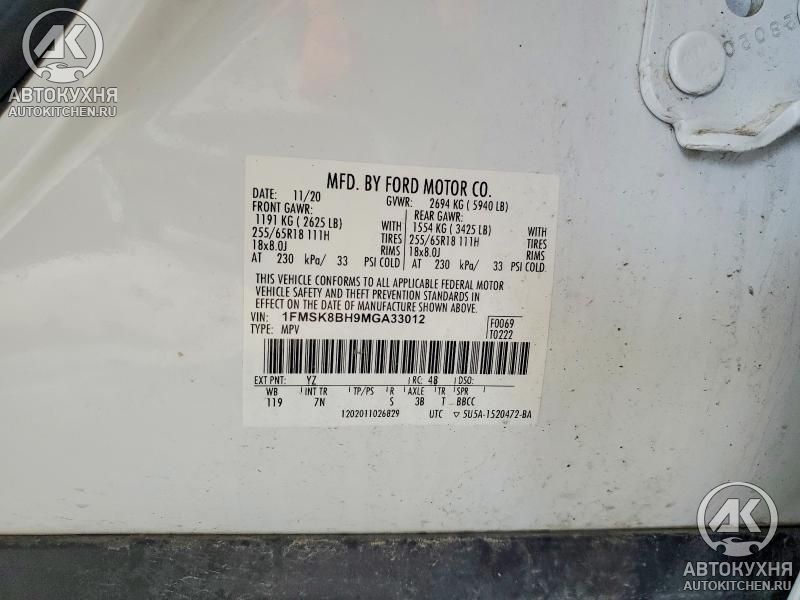 АК
АВТОКУХНЯ
AUTOKITCHEN.RU
MFD. BY FORD MOTOR CO.
DATE: 11/20 GVWR: 2694 KG ( 5940 LB)
FRONT GAWR: REAR GAWR:
1191 KG ( 2625 LB) WITH 1554 KG ( 3425 LB) WITH
255/65R18 111H TIRES 255/65R18 111H TIRES
18x8.0J RIMS 18x8.0J RIMS
AT 230 kPa/ 33 PSI COLD AT 230 kPa/ 33 PSI COLD
THIS VEHICLE CONFORMS TO ALL APPLICABLE FEDERAL MOTOR
VEHICLE SAFETY AND THEFT PREVENTION STANDARDS IN
EFFECT ON THE DATE OF MANUFACTURE SHOWN ABOVE.
VIN: 1FMSK8BH9MGA33012 F0069
TYPE: MPV T0222
EXT PNT: YZ RC: 48 DSO:
WB INT TR TP/PS R AXLE TR SPR
119 7N S 3B T BBCC
1202011026829 UTC ▽ 5U5A-1520472-BA
АК
АВТОКУХНЯ
AUTOKITCHEN.RU